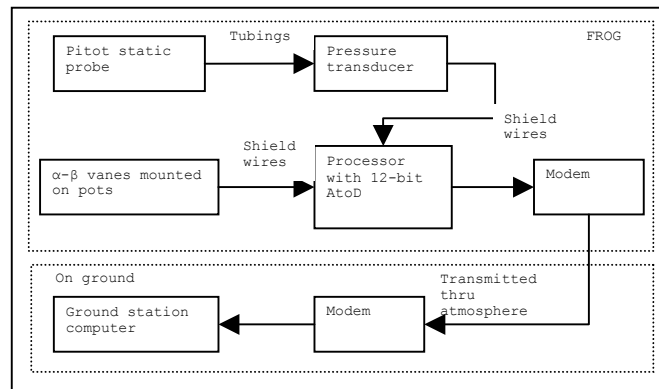 Pitot static
probe
Tubings
Pressure
transducer
FROG
Shield
wires
α-β vanes mounted
on pots
Shield
wires
Processor
with 12-bit
AtoD
Modem
On ground
Ground station
computer
Modem
Transmitted
thru
atmosphere